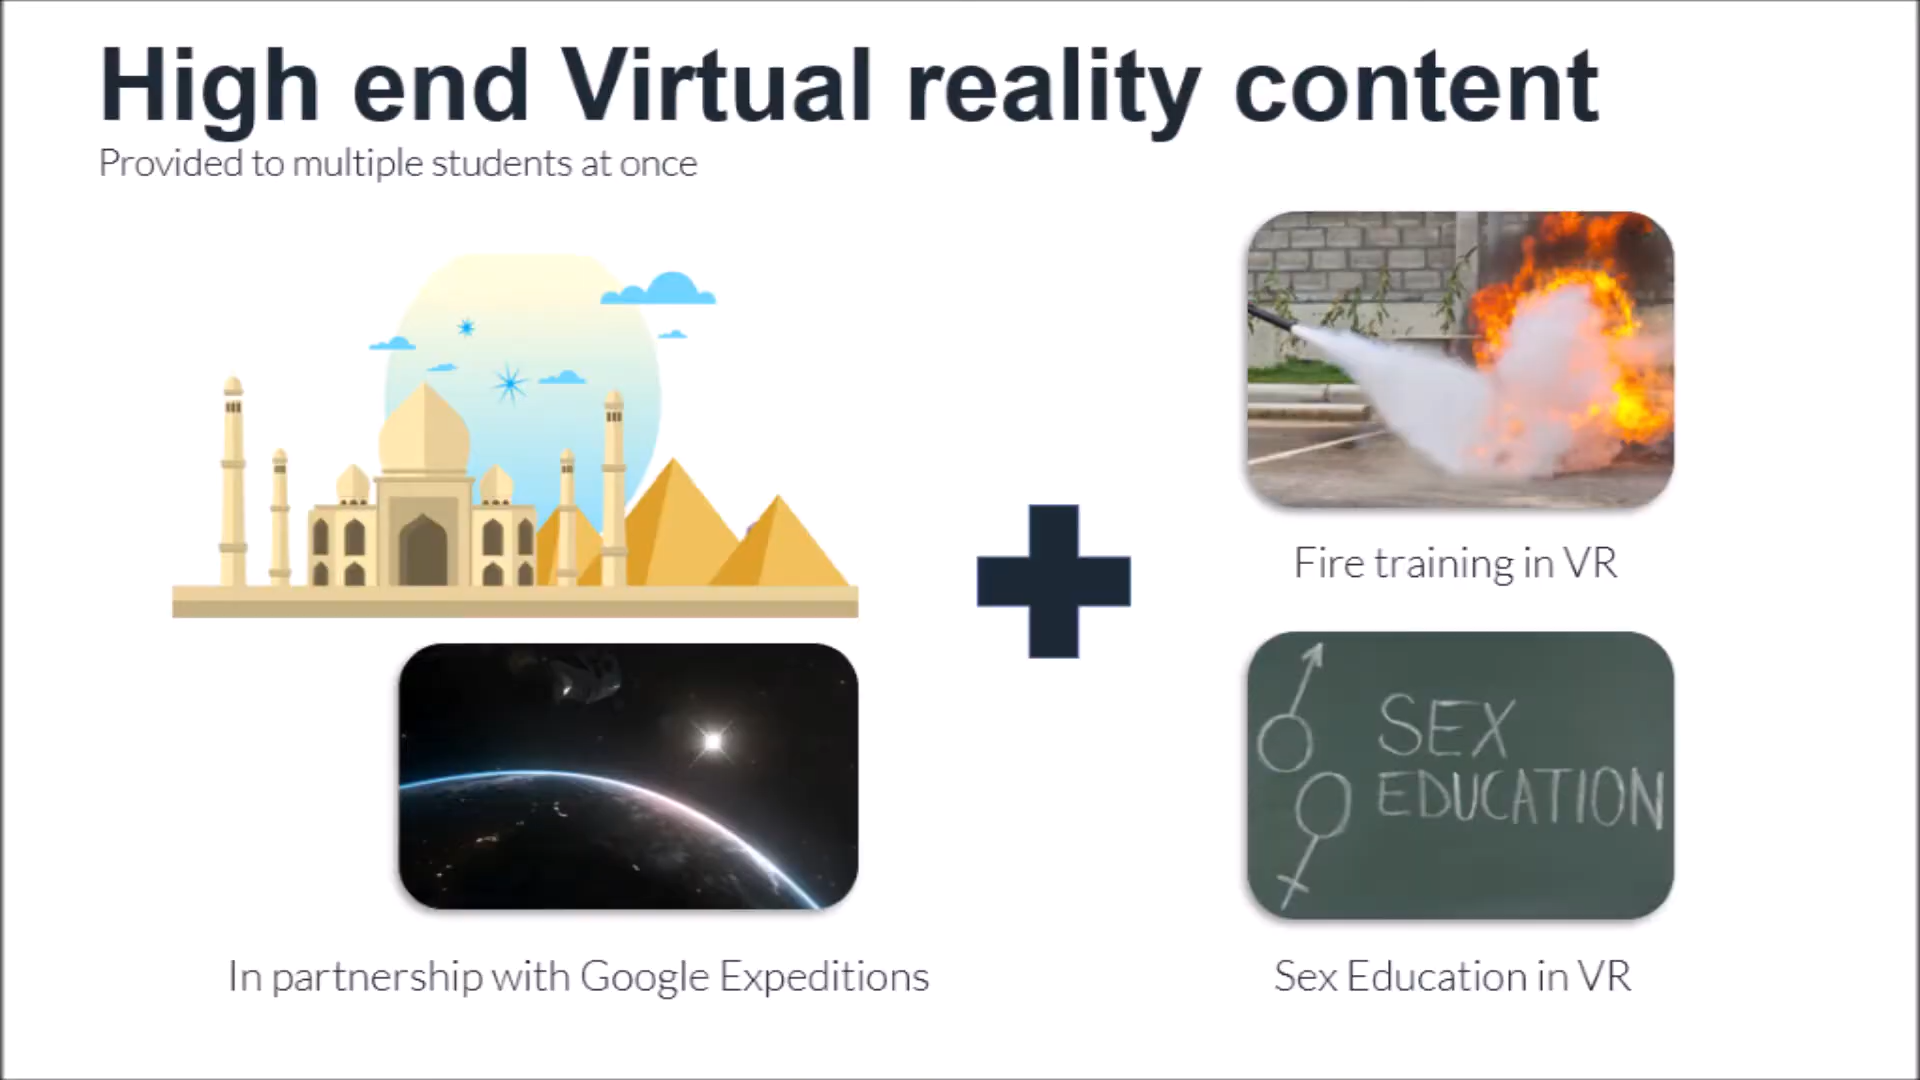 High end Virtual reality content
Provided to multiple students at once
Fire training in VR
SEX
EDUCATION
In partnership with Google Expeditions
Sex Education in VR